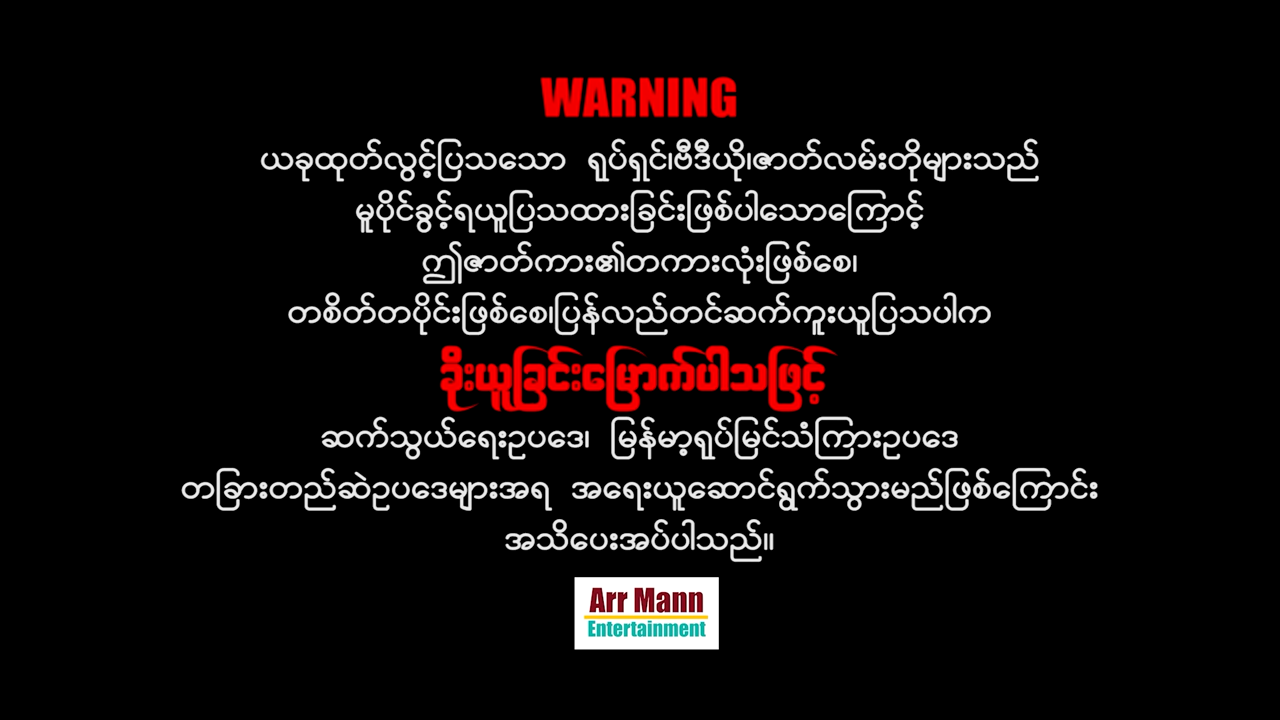 WARNING
ယခုထုတ်လွင့်ပြသသော ရုပ်ရှင်၊ဗီဒီယို၊ဇာတ်လမ်းတိုများသည်
မူပိုင်ခွင့်ရယူပြသထားခြင်းဖြစ်ပါသောကြောင့်
ဤဇာတ်ကား၏တကားလုံးဖြစ်စေ၊
တစိတ်တပိုင်းဖြစ်စေ၊ပြန်လည်တင်ဆက်ကူးယူပြသပါက
ခိုးယူခြင်းမြောက်ပါသဖြင့်
ဆက်သွယ်ရေးဥပဒေ၊ မြန်မာ့ရုပ်မြင်သံကြားဥပဒေ
တခြားတည်ဆဲဥပဒေများအရ အရေးယူဆောင်ရွက်သွားမည်ဖြစ်ကြောင်း
အသိပေးအပ်ပါသည်။
Arr Mann
Entertainment